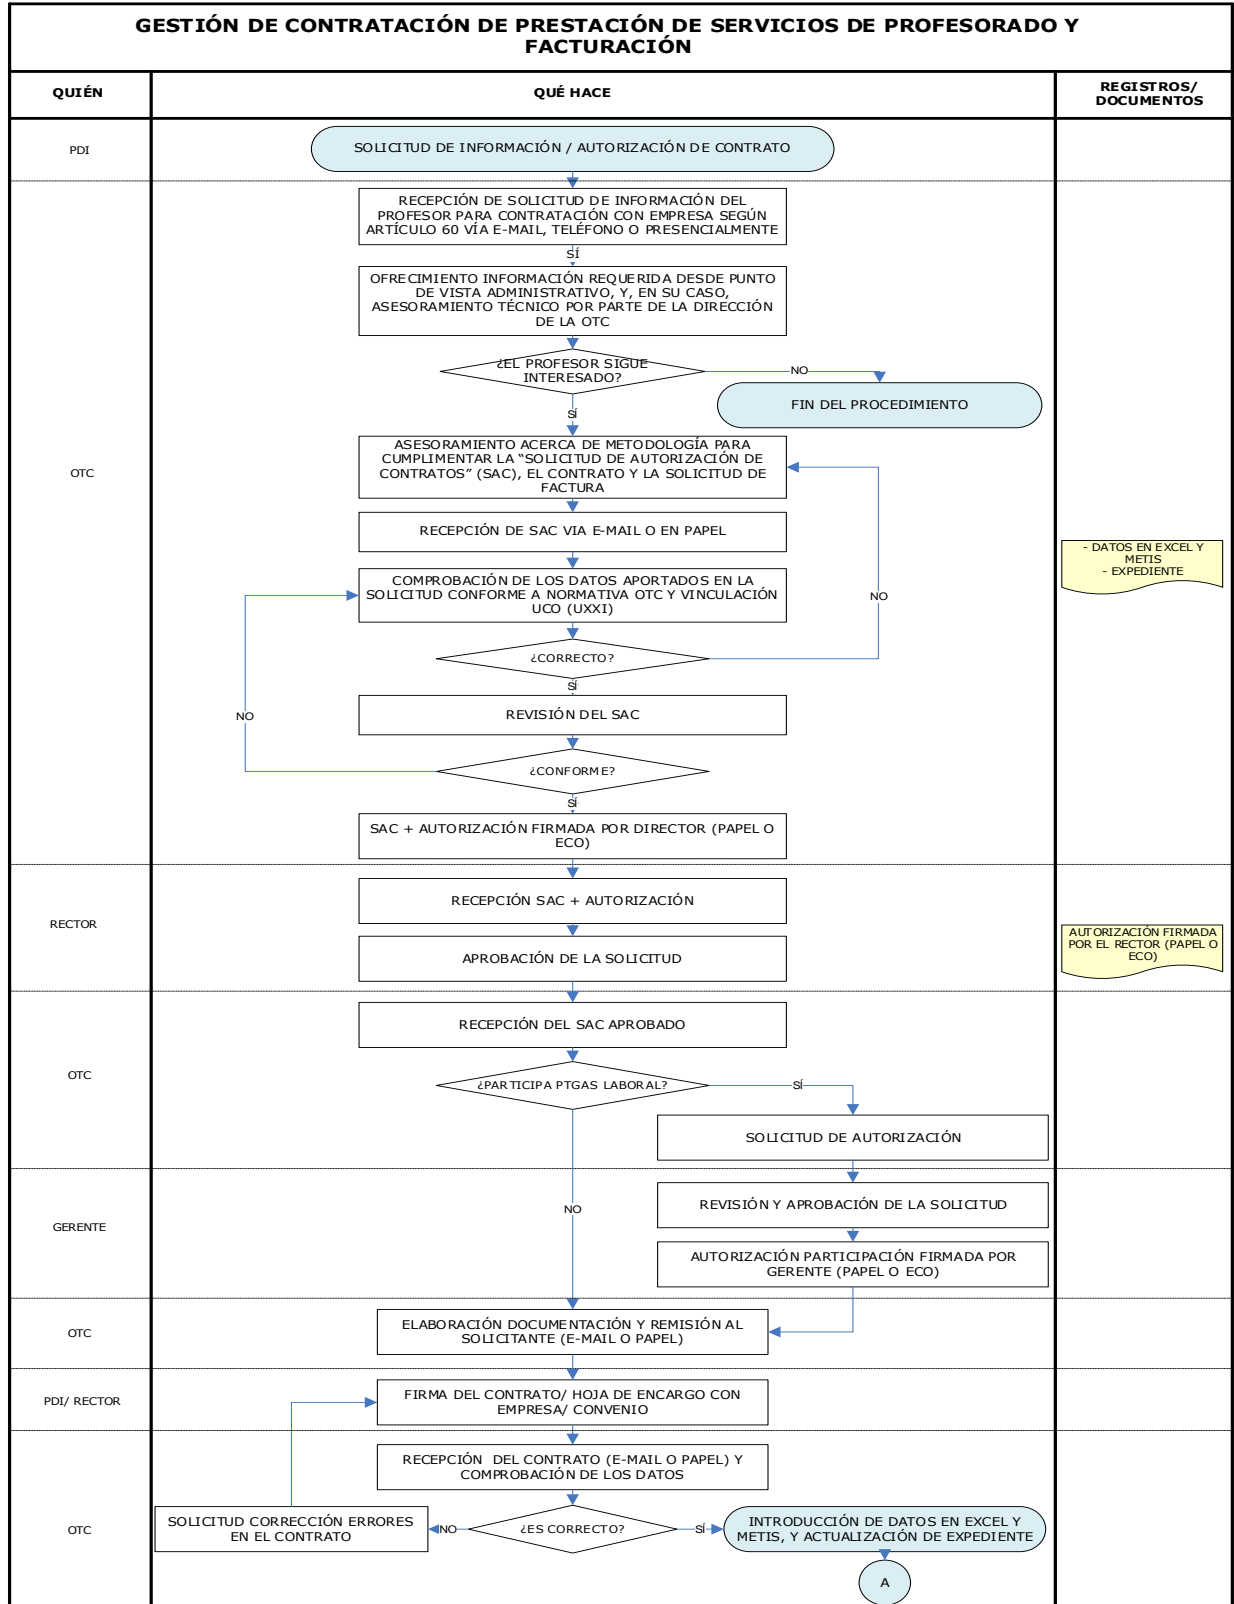 GESTIÓN DE CONTRATACIÓN DE PRESTACIÓN DE SERVICIOS DE PROFESORADO Y
FACTURACIÓN
QUIÉN
QUÉ HACE
REGISTROS/
DOCUMENTOS
PDI
SOLICITUD DE INFORMACIÓN / AUTORIZACIÓN DE CONTRATO
RECEPCIÓN DE SOLICITUD DE INFORMACIÓN DEL
PROFESOR PARA CONTRATACIÓN CON EMPRESA SEGÚN
ARTÍCULO 60 VÍA E-MAIL, TELÉFONO O PRESENCIALMENTE
SÍ
OFRECIMIENTO INFORMACIÓN REQUERIDA DESDE PUNTO
DE VISTA ADMINISTRATIVO, Y, EN SU CASO,
ASESORAMIENTO TÉCNICO POR PARTE DE LA DIRECCIÓN
DE LA OTC
¿EL PROFESOR SIGUE
INTERESADO?
NO
FIN DEL PROCEDIMIENTO
SÍ
OTC
ASESORAMIENTO ACERCA DE METODOLOGÍA PARA
CUMPLIMENTAR LA “SOLICITUD DE AUTORIZACIÓN DE
CONTRATOS” (SAC), EL CONTRATO Y LA SOLICITUD DE
FACTURA
RECEPCIÓN DE SAC VIA E-MAIL O EN PAPEL
- DATOS EN EXCEL Y
METIS
- EXPEDIENTE
COMPROBACIÓN DE LOS DATOS APORTADOS EN LA
SOLICITUD CONFORME A NORMATIVA OTC Y VINCULACIÓN
UCO (UXXI)
NO
¿CORRECTO?
SÍ
REVISIÓN DEL SAC
NO
¿CONFORME?
SÍ
SAC + AUTORIZACIÓN FIRMADA POR DIRECTOR (PAPEL O
ECO)
RECTOR
RECEPCIÓN SAC + AUTORIZACIÓN
AUTORIZACIÓN FIRMADA
POR EL RECTOR (PAPEL O
ECO)
APROBACIÓN DE LA SOLICITUD
RECEPCIÓN DEL SAC APROBADO
OTC
¿PARTICIPA PTGAS LABORAL?
SÍ
SOLICITUD DE AUTORIZACIÓN
GERENTE
NO
REVISIÓN Y APROBACIÓN DE LA SOLICITUD
AUTORIZACIÓN PARTICIPACIÓN FIRMADA POR
GERENTE (PAPEL O ECO)
OTC
ELABORACIÓN DOCUMENTACIÓN Y REMISIÓN AL
SOLICITANTE (E-MAIL O PAPEL)
PDI/ RECTOR
FIRMA DEL CONTRATO/ HOJA DE ENCARGO CON
EMPRESA/ CONVENIO
RECEPCIÓN DEL CONTRATO (E-MAIL O PAPEL) Y
COMPROBACIÓN DE LOS DATOS
OTC
SOLICITUD CORRECCIÓN ERRORES
EN EL CONTRATO
NO
¿ES CORRECTO?
SÍ
INTRODUCCIÓN DE DATOS EN EXCEL Y
METIS, Y ACTUALIZACIÓN DE EXPEDIENTE
A